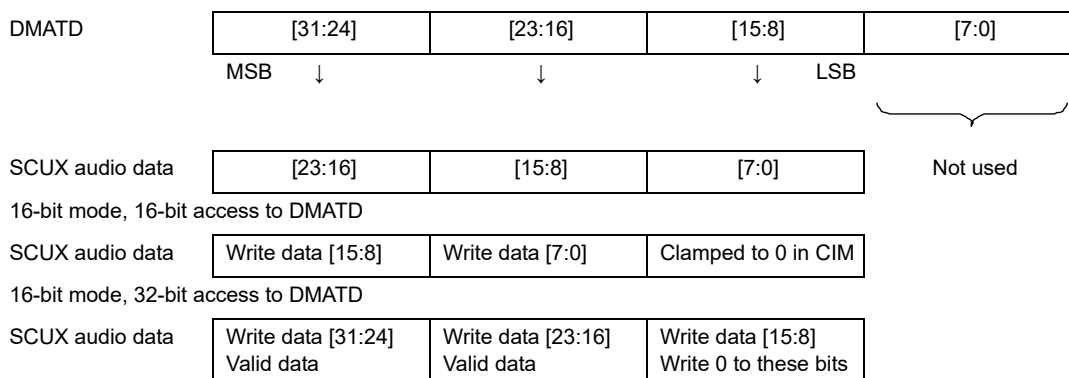 DMATD [31:24] [23:16] [15:8] [7:0]
MSB ↓ ↓ ↓ LSB
SCUX audio data [23:16] [15:8] [7:0] Not used
16-bit mode, 16-bit access to DMATD
SCUX audio data Write data [15:8] Write data [7:0] Clamped to 0 in CIM
16-bit mode, 32-bit access to DMATD
SCUX audio data Write data [31:24] Write data [23:16] Write data [15:8]
Valid data Valid data Write 0 to these bits